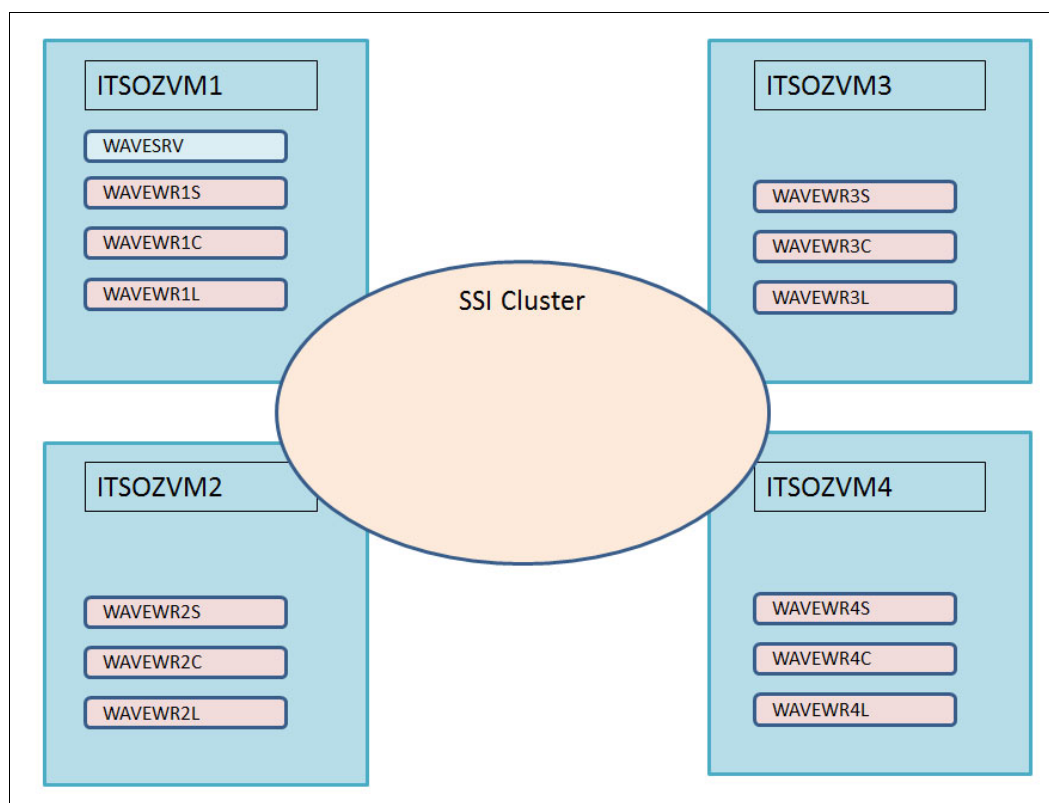 ITSOZVM1
WAVESRV
WAVEWR1S
WAVEWR1C
WAVEWR1L
ITSOZVM3
WAVEWR3S
WAVEWR3C
WAVEWR3L
SSI Cluster
ITSOZVM2
WAVEWR2S
WAVEWR2C
WAVEWR2L
ITSOZVM4
WAVEWR4S
WAVEWR4C
WAVEWR4L